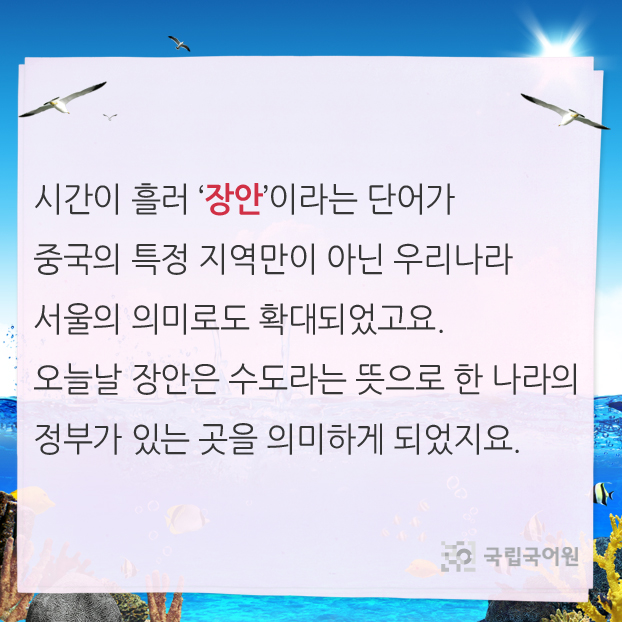 시간이 흘러 ‘장안’이라는 단어가
중국의 특정 지역만이 아닌 우리나라
서울의 의미로도 확대되었고요.
오늘날 장안은 수도라는 뜻으로 한 나라의
정부가 있는 곳을 의미하게 되었지요.
국립국어원